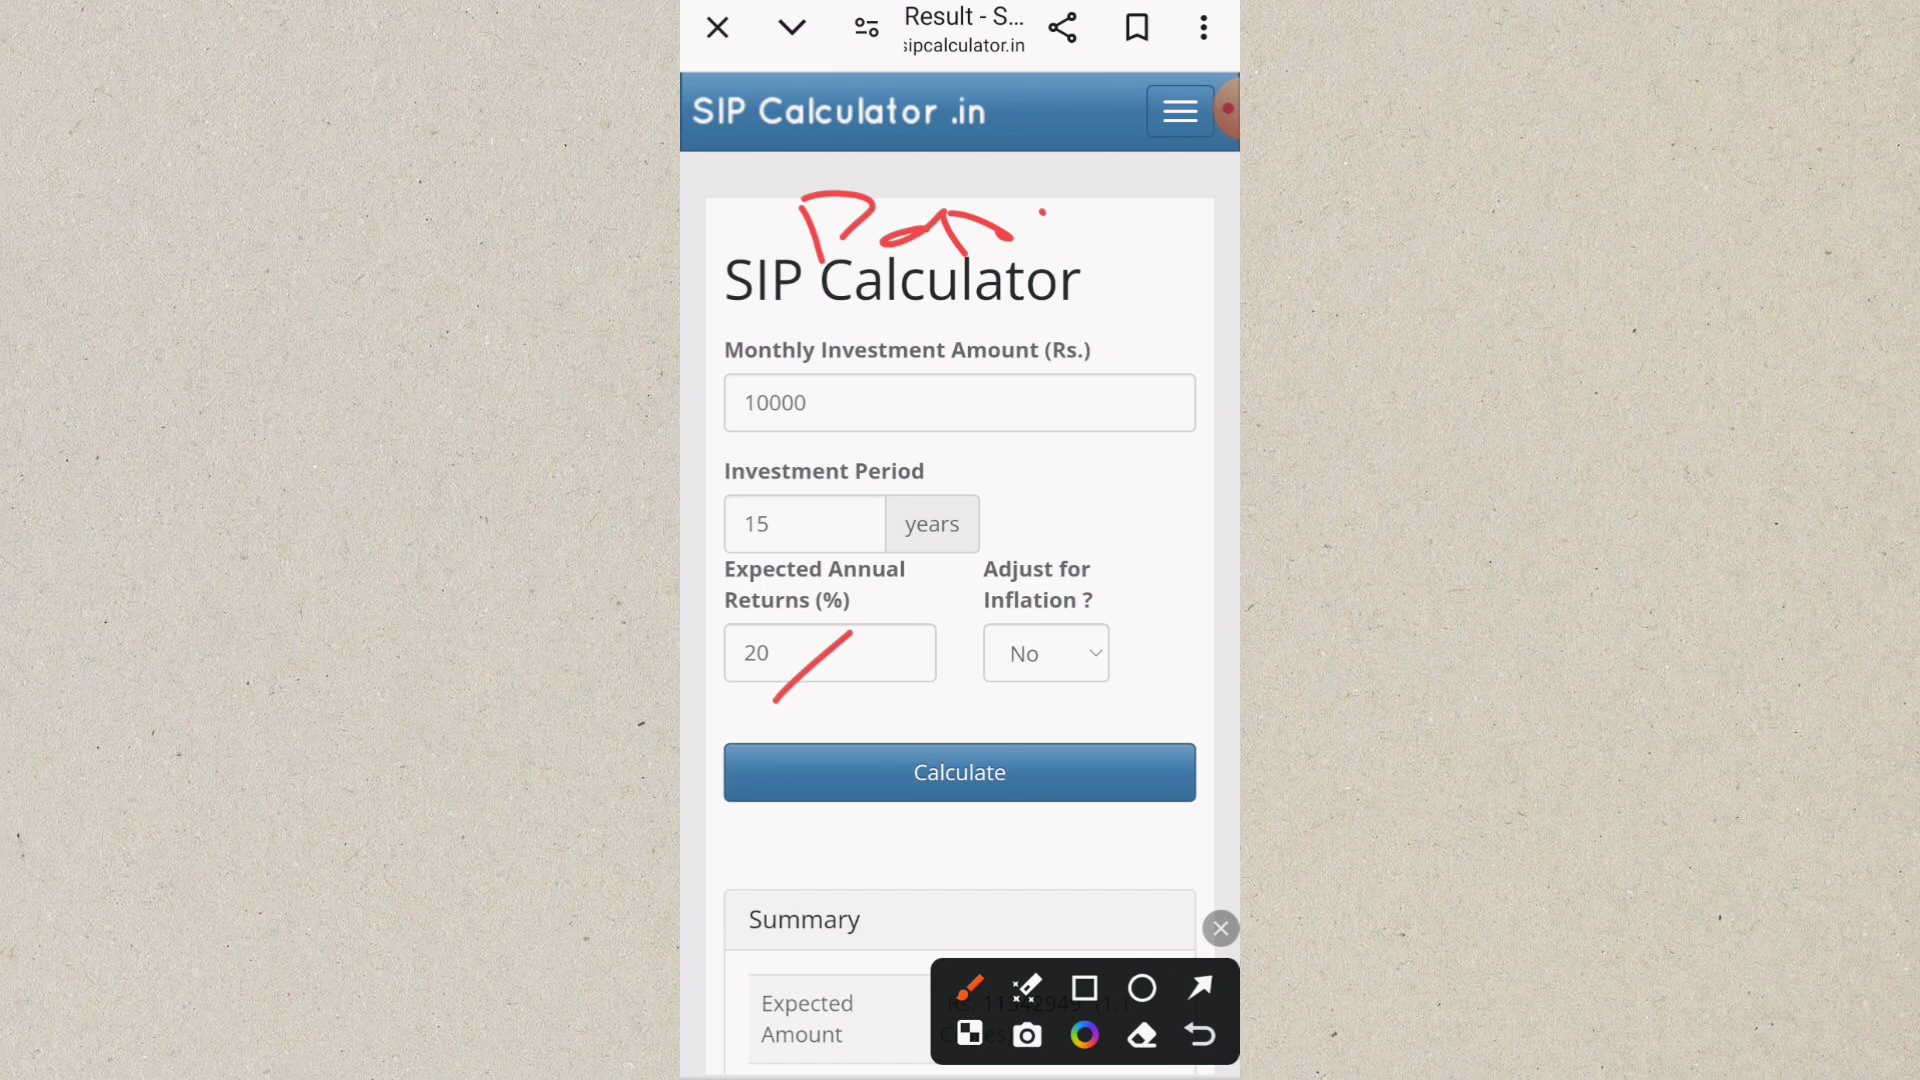 Result - S...
sipcalculator.in
SIP Calculator .in
SIP Calculator
Monthly Investment Amount (Rs.)
10000
Investment Period
15 years
Expected Annual Returns (%)
20
Adjust for Inflation ?
No
Calculate
Summary
Expected Amount